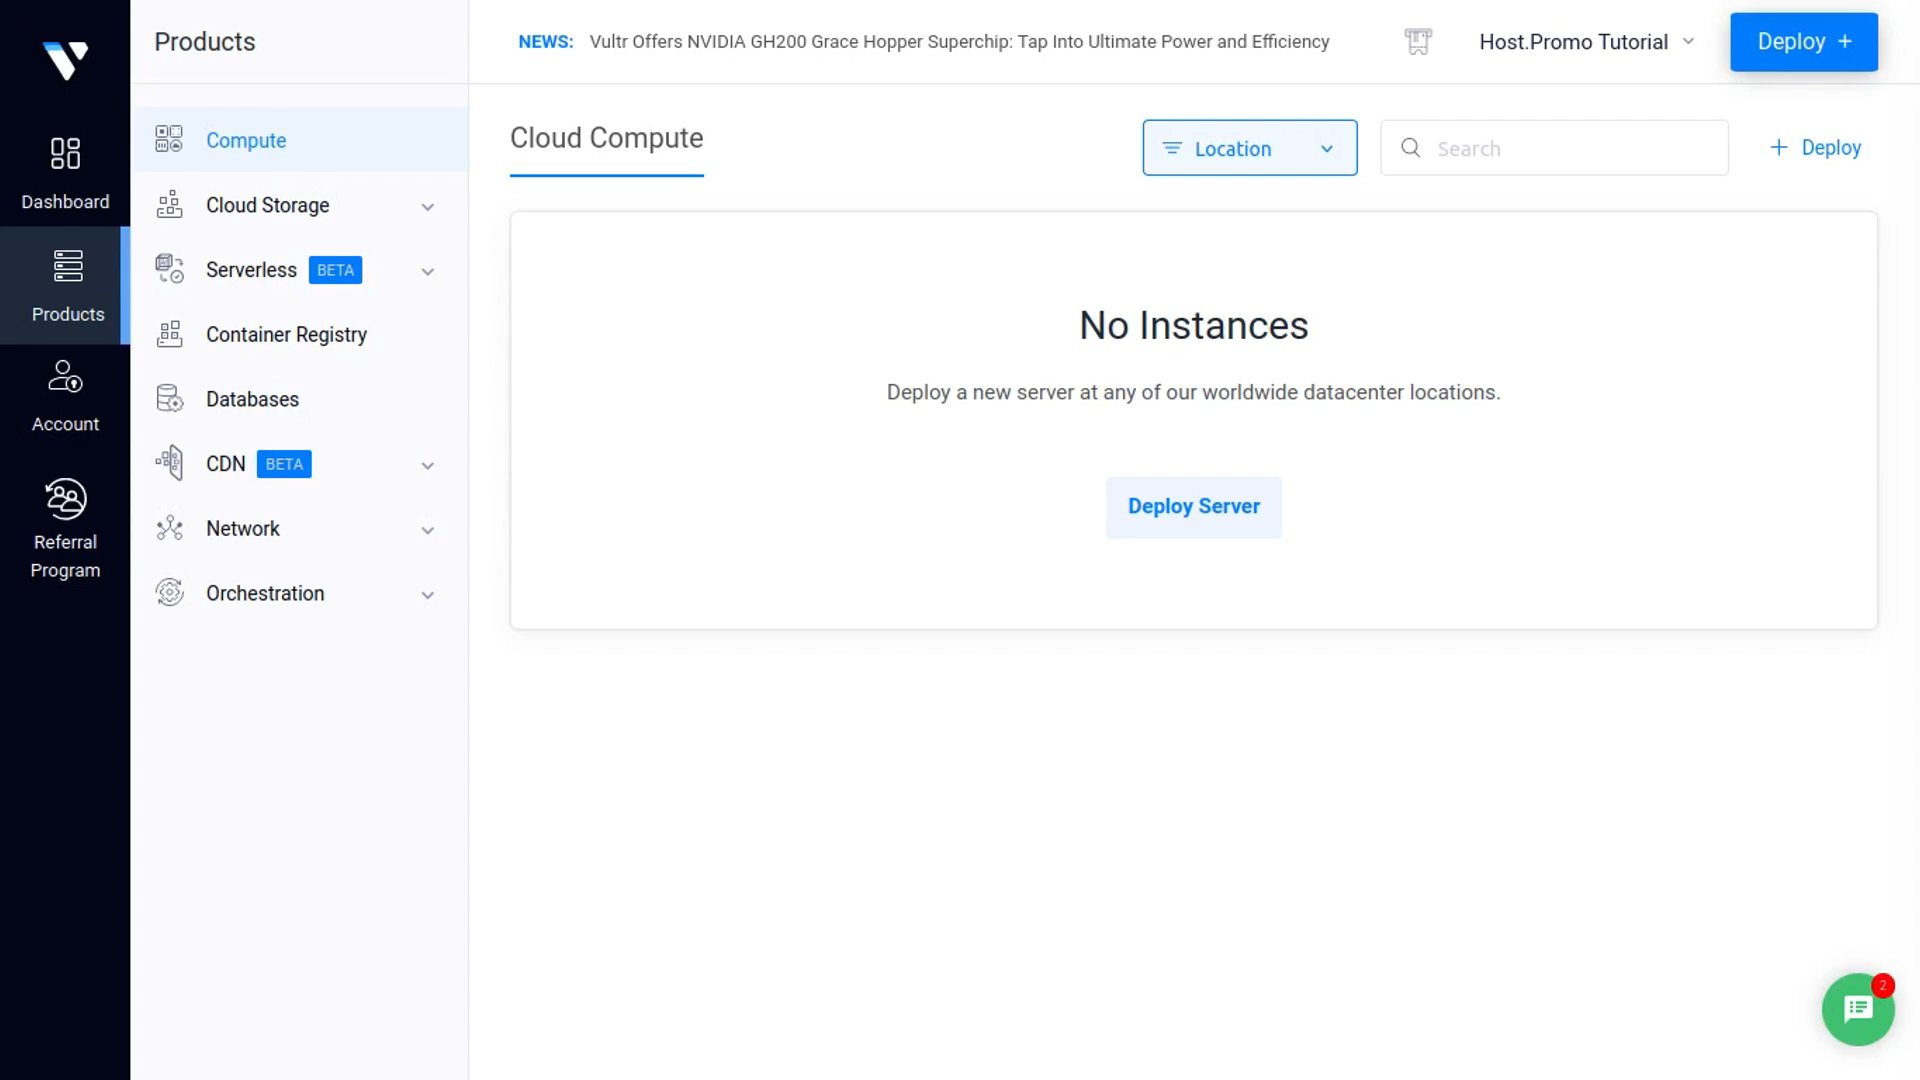 Products
NEWS: Vultr Offers NVIDIA GH200 Grace Hopper Superchip: Tap Into Ultimate Power and Efficiency
Host.Promo Tutorial
Deploy +
Dashboard
Products
Account
Referral
Program
Compute
Cloud Storage
Serverless BETA
Container Registry
Databases
CDN BETA
Network
Orchestration
Cloud Compute
Location
Search
+ Deploy
No Instances
Deploy a new server at any of our worldwide datacenter locations.
Deploy Server
2